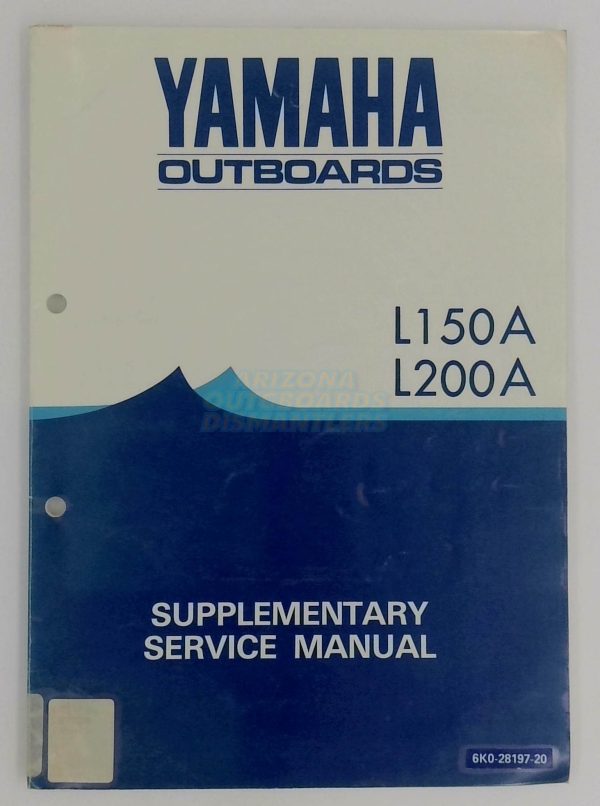 YAMAHA
OUTBOARDS
L150A
L200A
ARIZONA
OUTBOARDS
DISMANTLERS
SUPPLEMENTARY
SERVICE MANUAL
6K0-28197-20